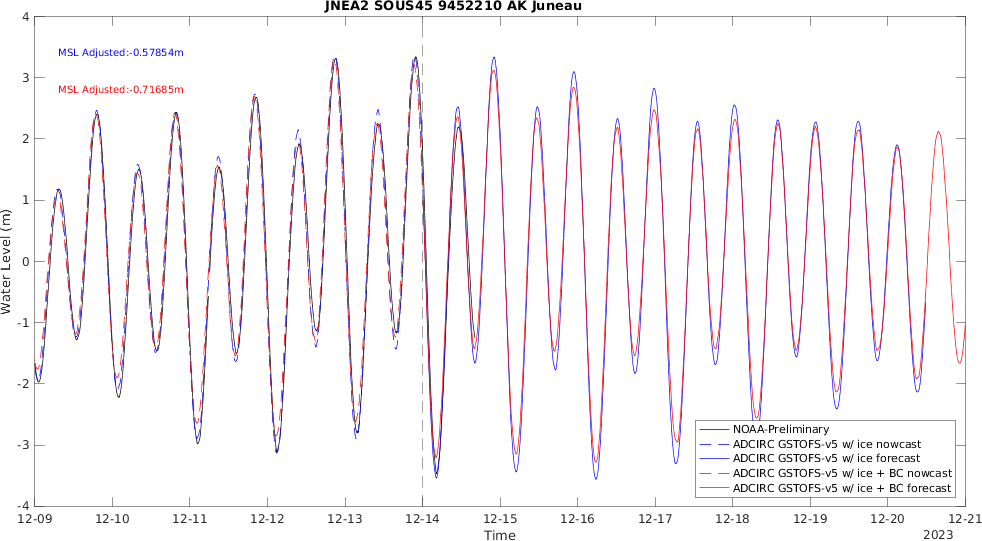 JNEA2 SOUS45 9452210 AK Juneau
MSL Adjusted:-0.57854m
MSL Adjusted:-0.71685m
Water Level (m)
4
3
2
1
0
-1
-2
-3
-4
NOAA-Preliminary
ADCIRC GSTOFS-v5 w/ ice nowcast
ADCIRC GSTOFS-v5 w/ ice forecast
ADCIRC GSTOFS-v5 w/ ice + BC nowcast
ADCIRC GSTOFS-v5 w/ ice + BC forecast
12-09 12-10 12-11 12-12 12-13 12-14 12-15 12-16 12-17 12-18 12-19 12-20 12-21
Time
2023